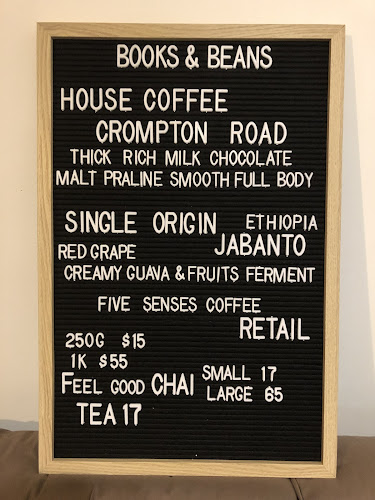 BOOKS & BEANS
HOUSE COFFEE
CROMPTON ROAD
THICK RICH MILK CHOCOLATE
MALT PRALINE SMOOTH FULL BODY
SINGLE ORIGIN ETHIOPIA
RED GRAPE JABANTO
CREAMY GUAVA & FRUITS FERMENT
FIVE SENSES COFFEE
RETAIL
250G $15
1K $55
FEEL GOOD CHAI SMALL 17
LARGE 65
TEA 17